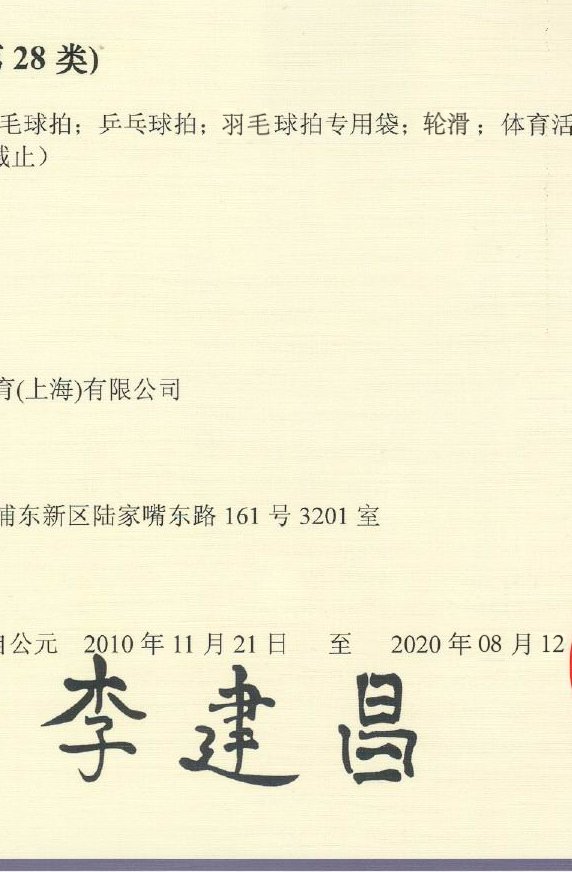 28 类)
毛球拍；乒乓球拍；羽毛球拍专用袋；轮滑；体育活
截止）
育(上海)有限公司
浦东新区陆家嘴东路 161 号 3201 室
自公元 2010 年 11 月 21 日 至 2020 年 08 月 12
李建昌